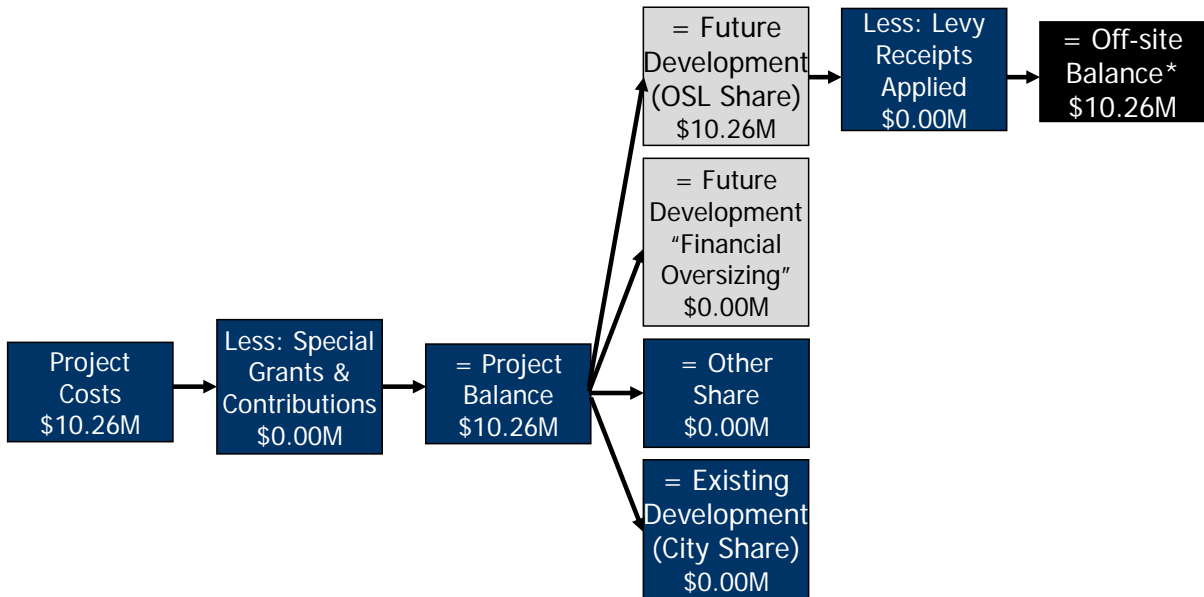 Project
Costs
$10.26M
Less: Special
Grants &
Contributions
$0.00M
= Project
Balance
$10.26M
= Future
Development
(OSL Share)
$10.26M
Less: Levy
Receipts
Applied
$0.00M
= Off-site
Balance*
$10.26M
= Future
Development
“Financial
Oversizing”
$0.00M
= Other
Share
$0.00M
= Existing
Development
(City Share)
$0.00M